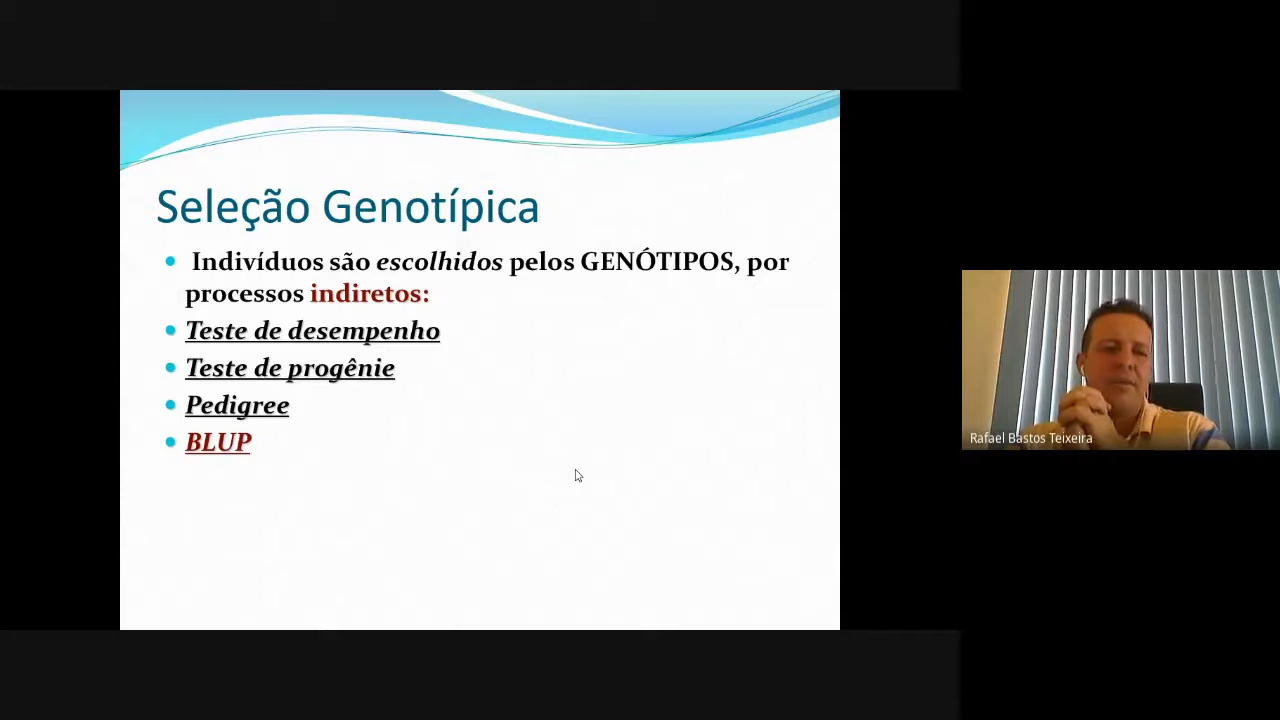 Seleção Genotípica
Indivíduos são escolhidos pelos GENÓTIPOS, por
processos indiretos:
Teste de desempenho
Teste de progênie
Pedigree
BLUP
Rafael Bastos Teixeira